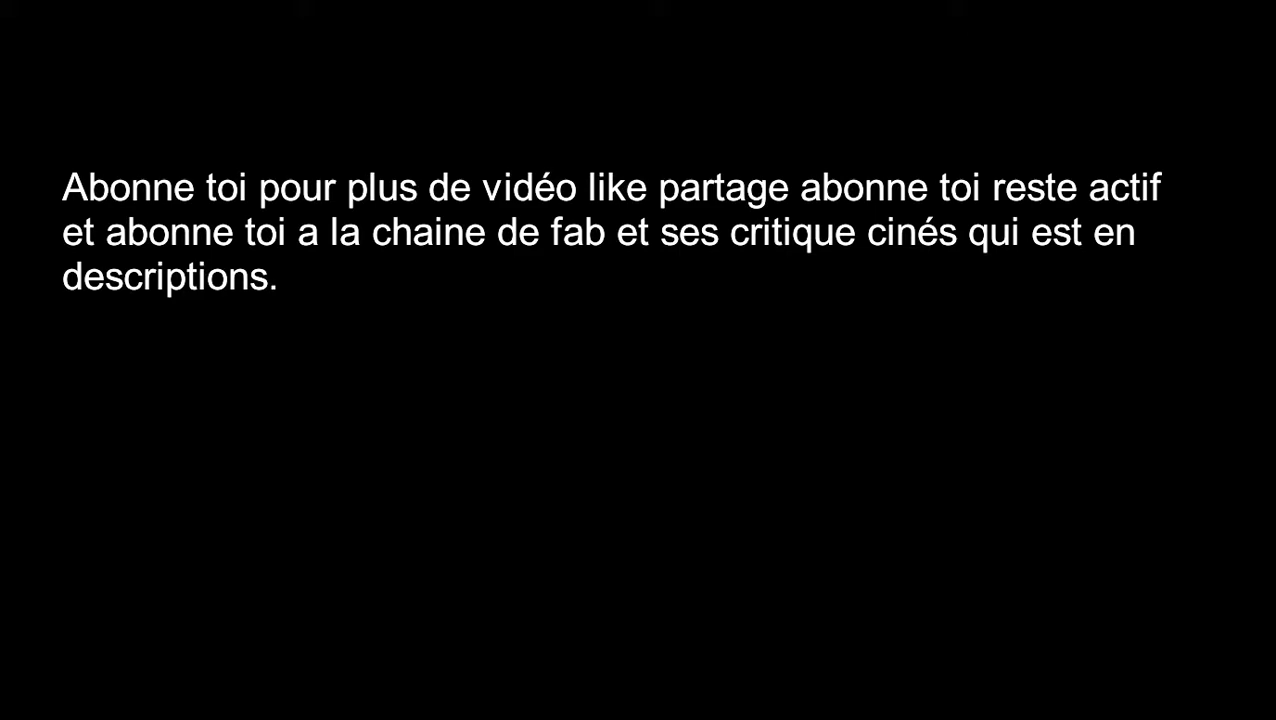 Abonne toi pour plus de vidéo like partage abonne toi reste actif
et abonne toi a la chaine de fab et ses critique cinés qui est en
descriptions.